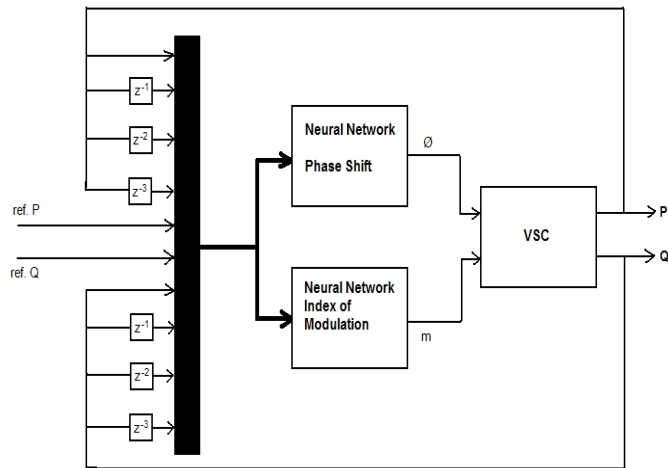 z⁻¹
z⁻²
z⁻³
ref. P
ref. Q
z⁻¹
z⁻²
z⁻³
Neural Network
Phase Shift
Ø
Neural Network
Index of
Modulation
m
VSC
P
Q